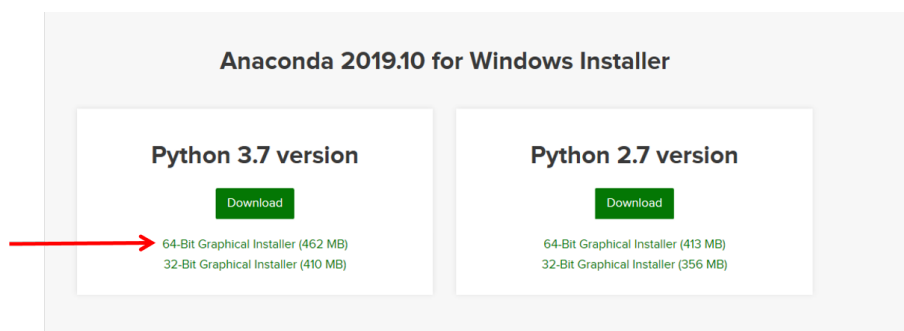 Anaconda 2019.10 for Windows Installer
Python 3.7 version
Download
64-Bit Graphical Installer (462 MB)
32-Bit Graphical Installer (410 MB)
Python 2.7 version
Download
64-Bit Graphical Installer (413 MB)
32-Bit Graphical Installer (356 MB)